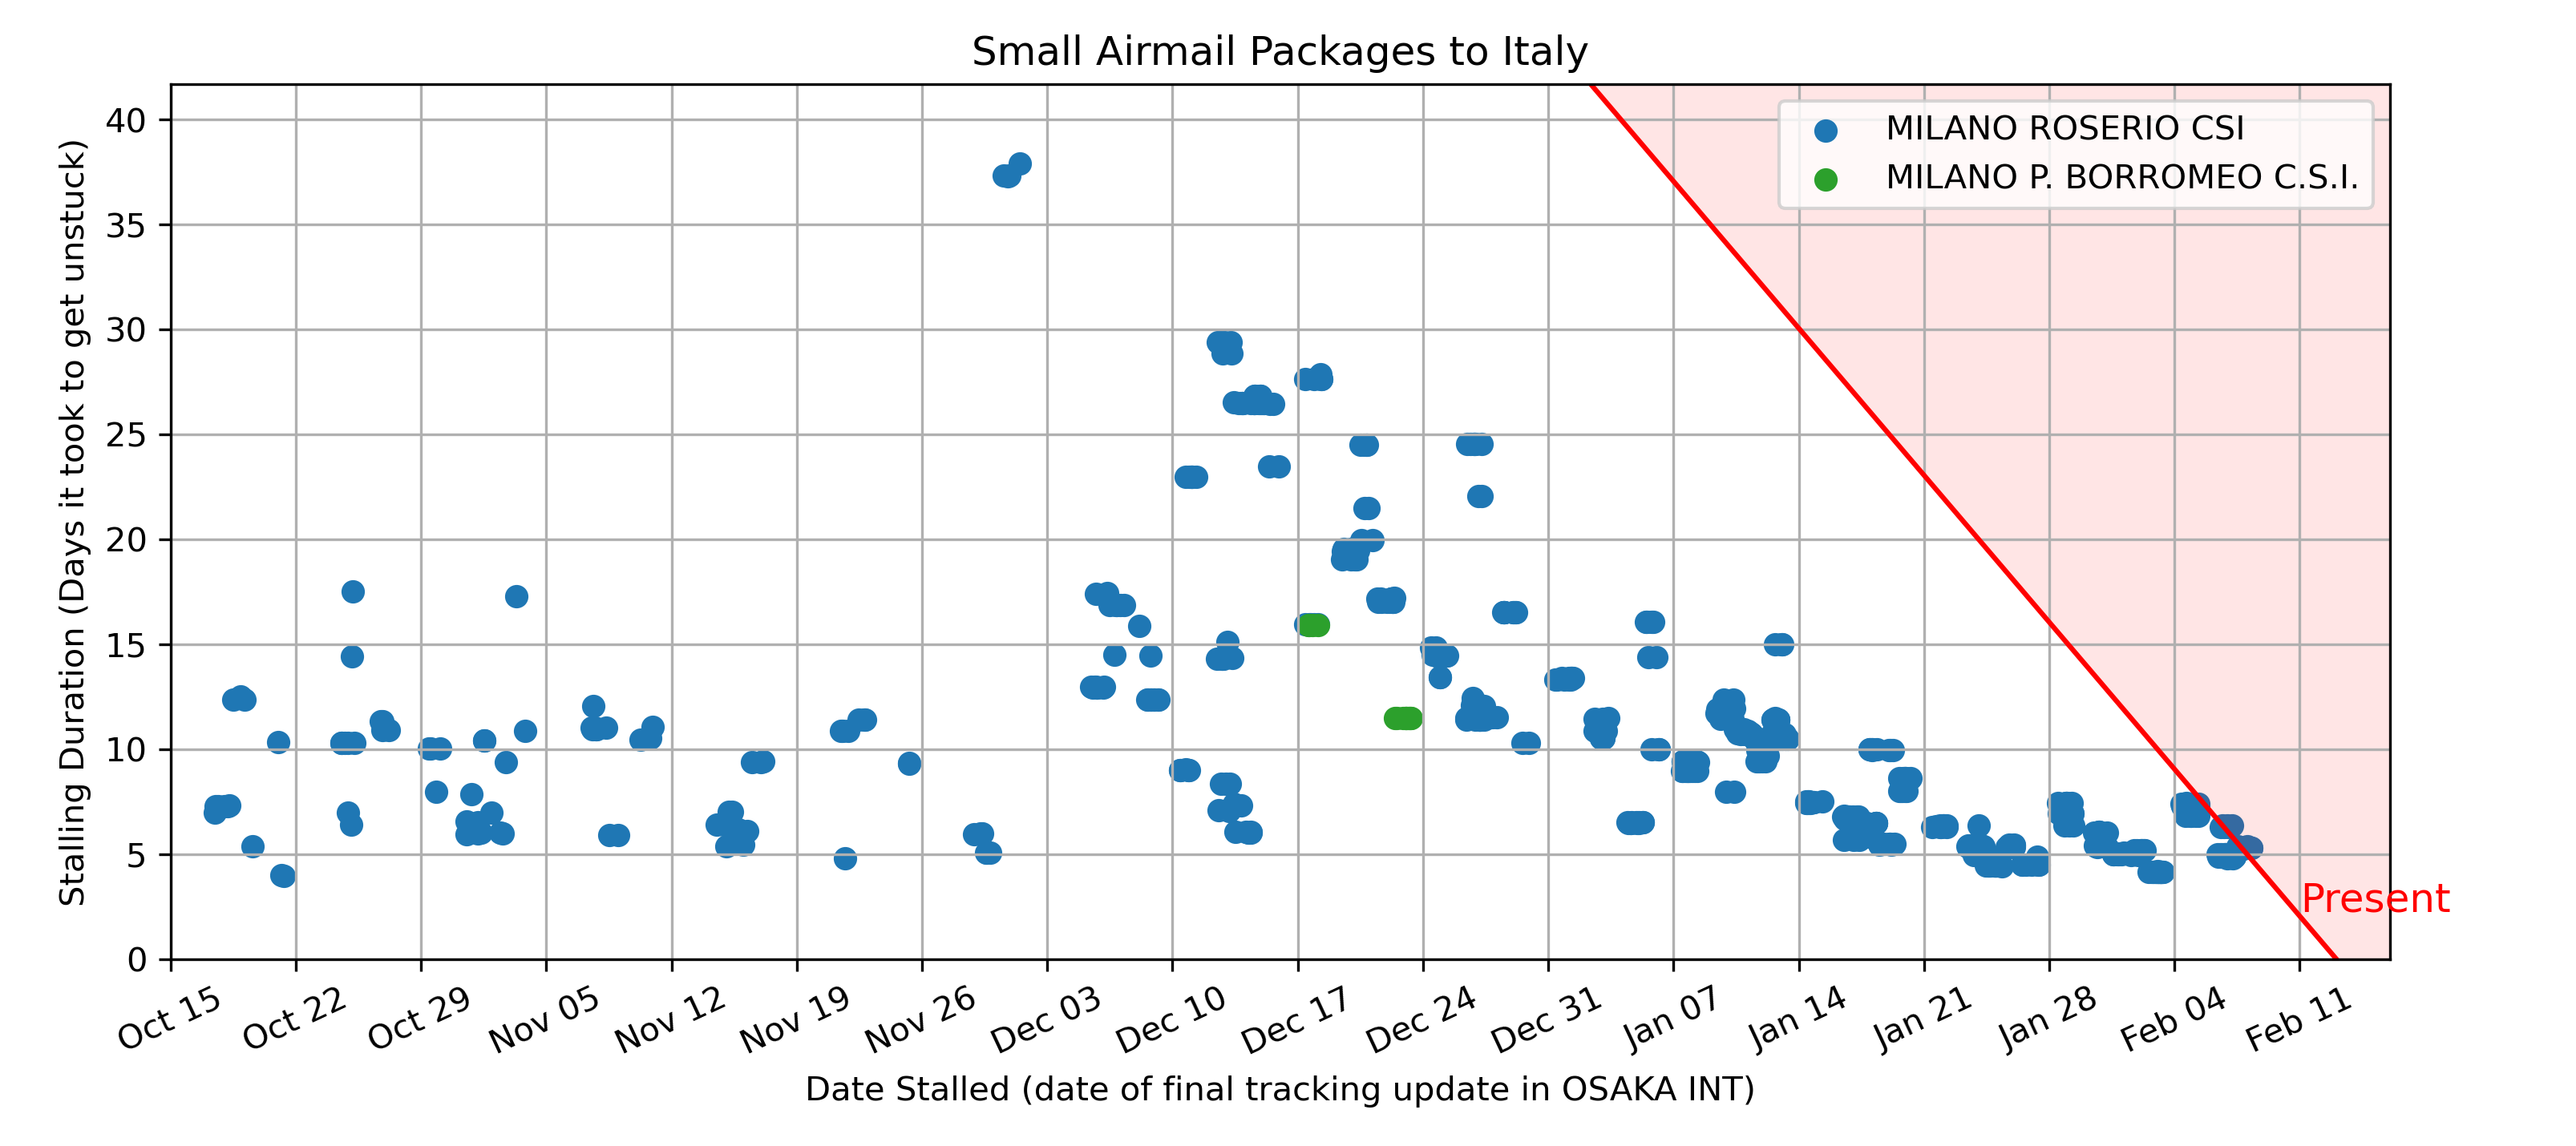 Small Airmail Packages to Italy
MILANO ROSERIO CSI
MILANO P. BORROMEO C.S.I.
Stalling Duration (Days it took to get unstuck)
40
35
30
25
20
15
10
5
0
Present
Oct 15
Oct 22
Oct 29
Nov 05
Nov 12
Nov 19
Nov 26
Dec 03
Dec 10
Dec 17
Dec 24
Dec 31
Jan 07
Jan 14
Jan 21
Jan 28
Feb 04
Feb 11
Date Stalled (date of final tracking update in OSAKA INT)